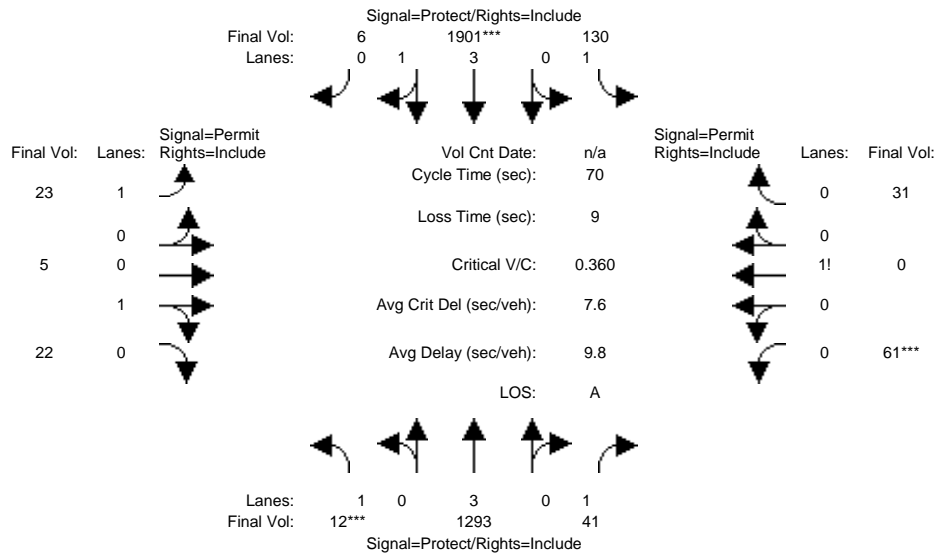 Signal=Protect/Rights=Include
Final Vol: 6 1901*** 130
Lanes: 0 1 3 0 1
Signal=Permit Signal=Permit
Final Vol: Lanes: Rights=Include Vol Cnt Date: n/a Rights=Include Lanes: Final Vol:
Cycle Time (sec): 70
23 1 0 31
Loss Time (sec): 9
0 0
5 0 Critical V/C: 0.360 1! 0
1 Avg Crit Del (sec/veh): 7.6 0
22 0 Avg Delay (sec/veh): 9.8 0 61***
LOS: A
Lanes: 1 0 3 0 1
Final Vol: 12*** 1293 41
Signal=Protect/Rights=Include